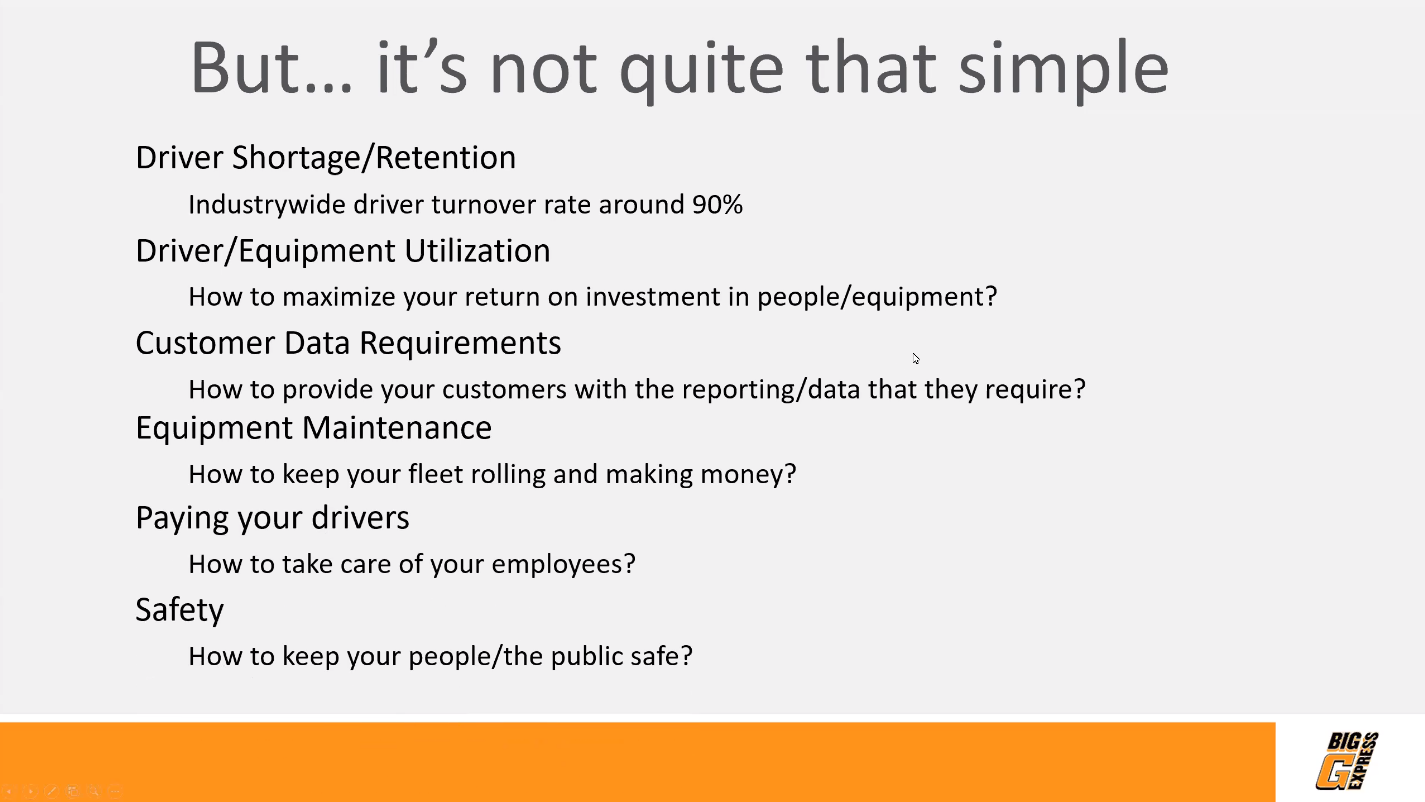 But… it’s not quite that simple
Driver Shortage/Retention
Industrywide driver turnover rate around 90%
Driver/Equipment Utilization
How to maximize your return on investment in people/equipment?
Customer Data Requirements
How to provide your customers with the reporting/data that they require?
Equipment Maintenance
How to keep your fleet rolling and making money?
Paying your drivers
How to take care of your employees?
Safety
How to keep your people/the public safe?
BIG
G
EXPRESS